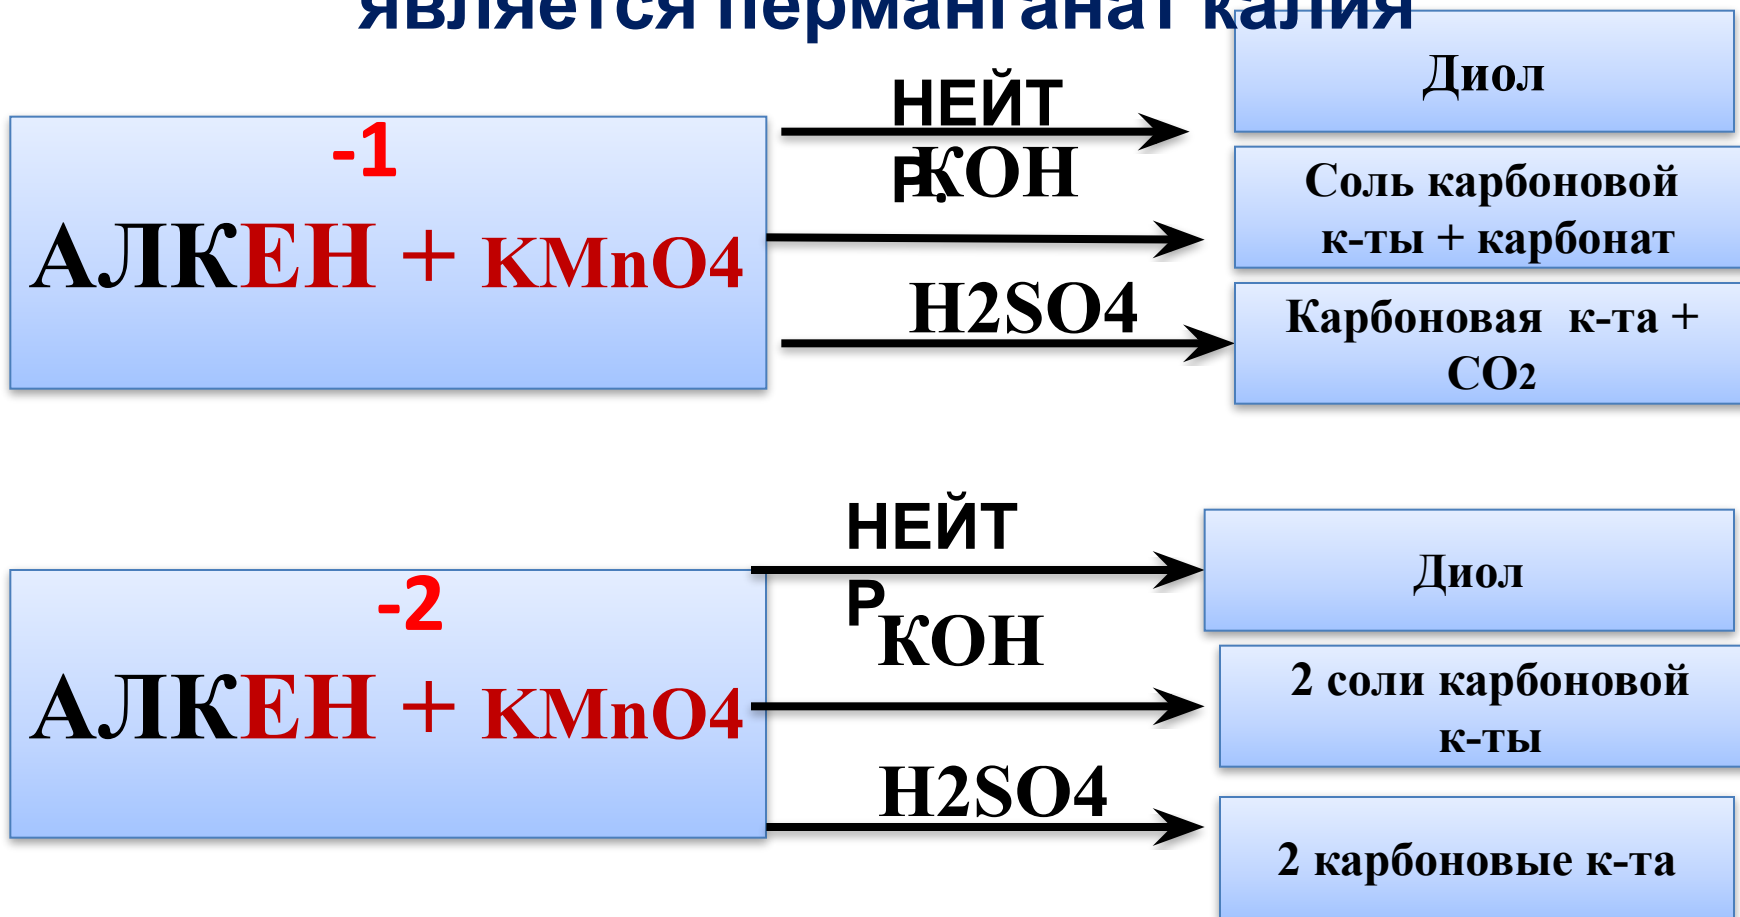 является перманганат калия
-1
АЛКЕН + KMnO4
НЕЙТ
Р.
КОН
H2SO4
Диол
Соль карбоновой
к-ты + карбонат
Карбоновая к-та +
СО2
-2
АЛКЕН + KMnO4
НЕЙТ
Р.
КОН
H2SO4
Диол
2 соли карбоновой
к-ты
2 карбоновые к-та